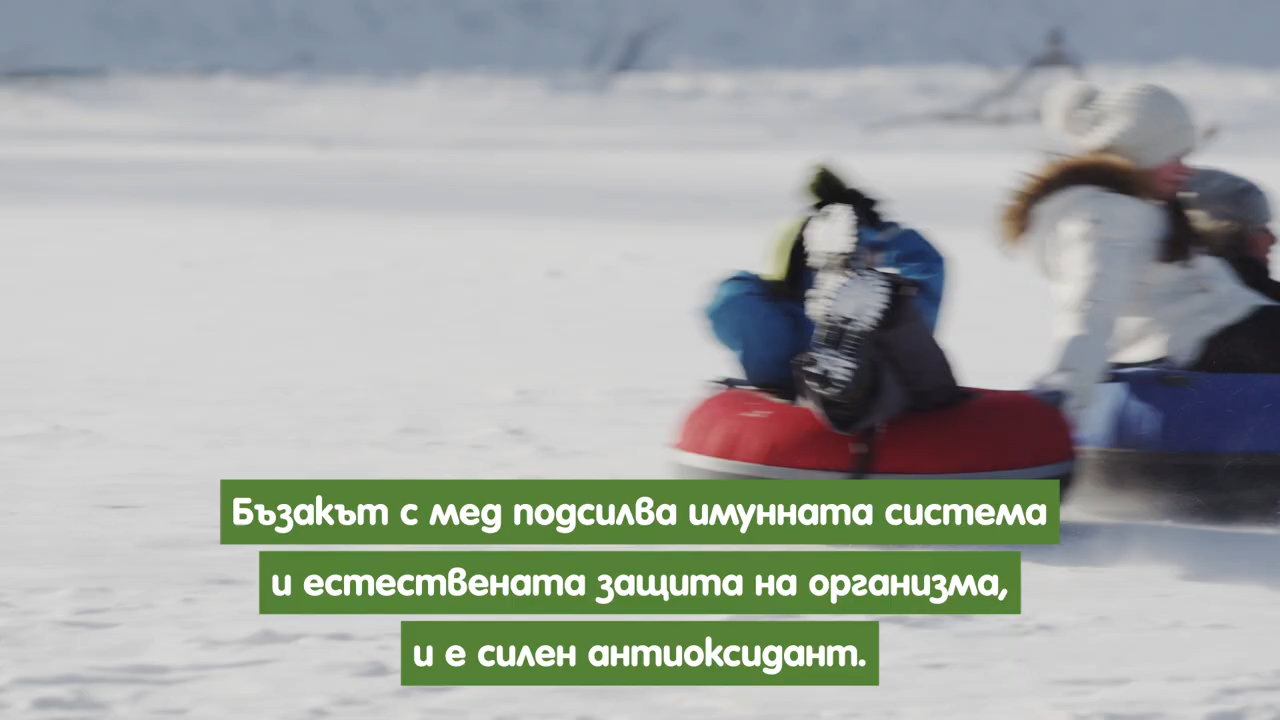 Бъзакът с мед подсилва имунната система
и естествената защита на организма,
и е силен антиоксидант.